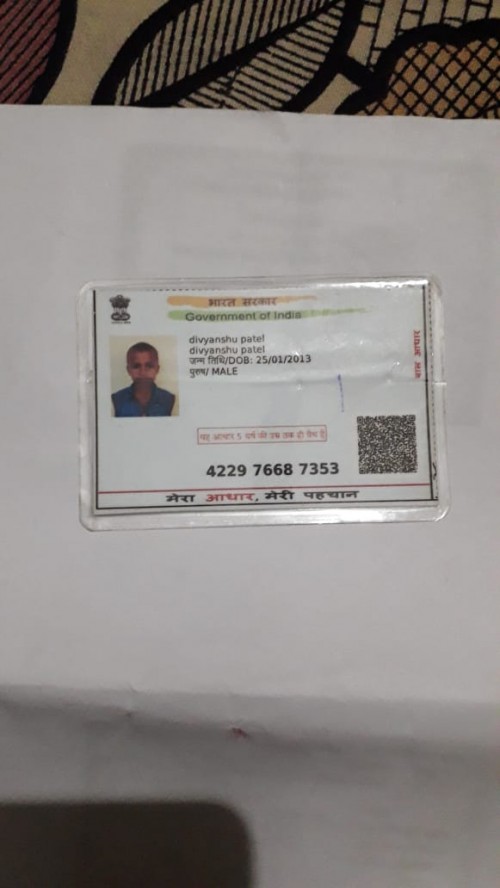 भारत सरकार
Government of India
divyanshu patel
divyanshu patel
जन्म तिथि/DOB: 25/01/2013
पुरुष/ MALE
बाल आधार
यह आधार 5 वर्ष की उम्र तक ही वैध है
4229 7668 7353
मेरा आधार, मेरी पहचान